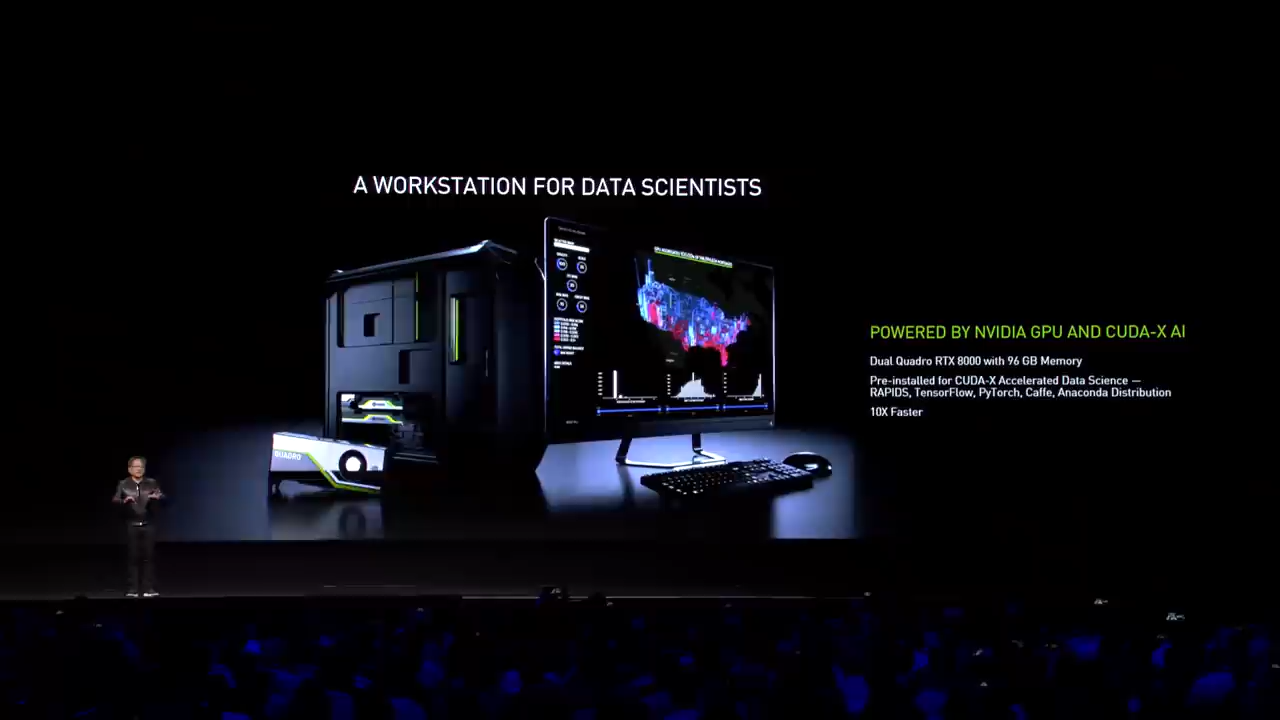 A WORKSTATION FOR DATA SCIENTISTS
POWERED BY NVIDIA GPU AND CUDA-X AI
Dual Quadro RTX 8000 with 96 GB Memory
Pre-installed for CUDA-X Accelerated Data Science —
RAPIDS, TensorFlow, PyTorch, Caffe, Anaconda Distribution
10X Faster
QUADRO